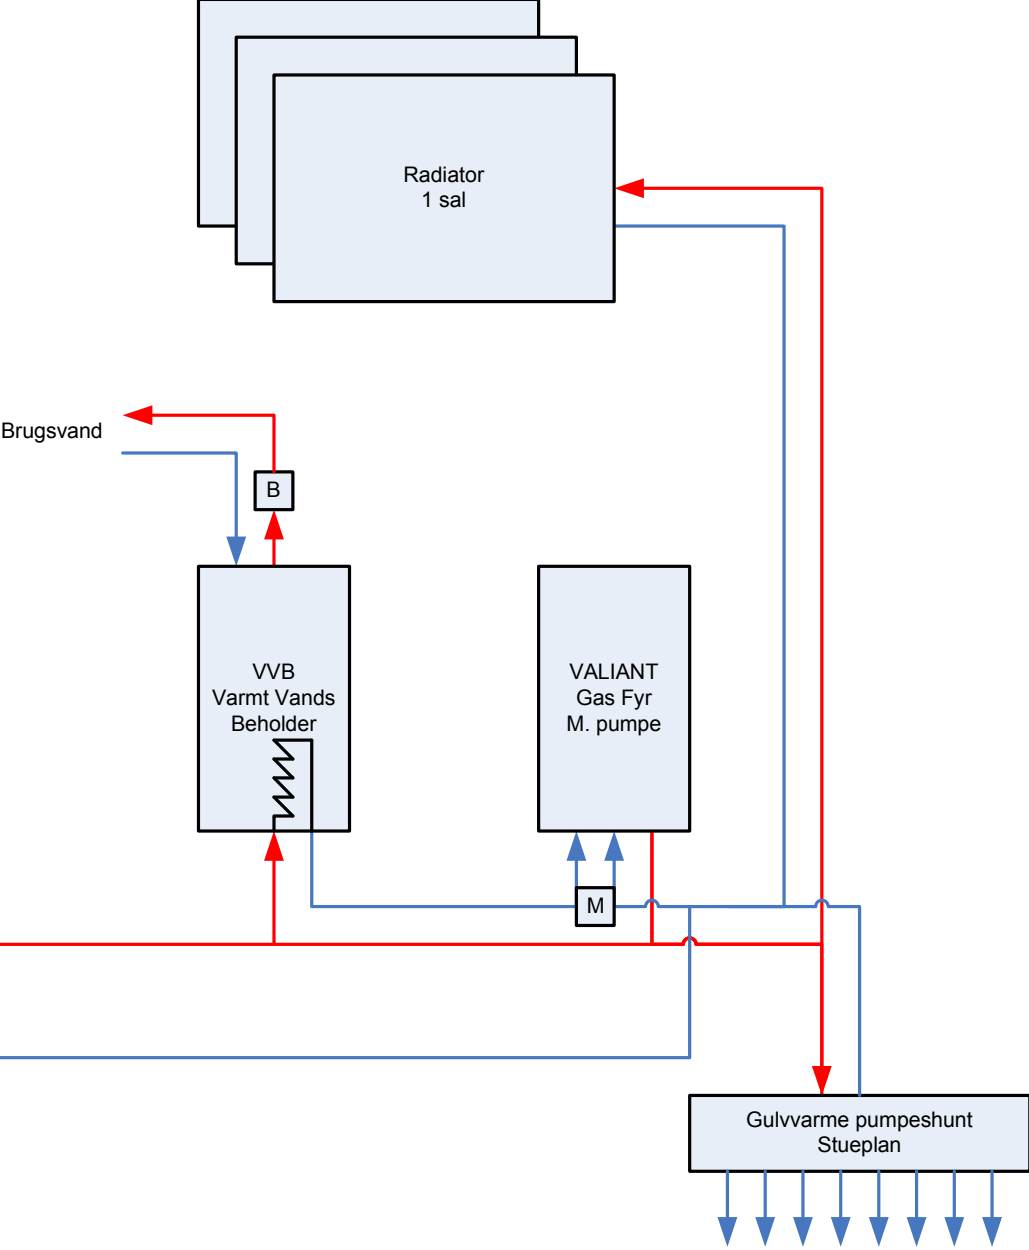 Radiator
1 sal
Brugsvand
B
VVB
Varmt Vands
Beholder
VALIANT
Gas Fyr
M. pumpe
M
Gulvvarme pumpeshunt
Stueplan